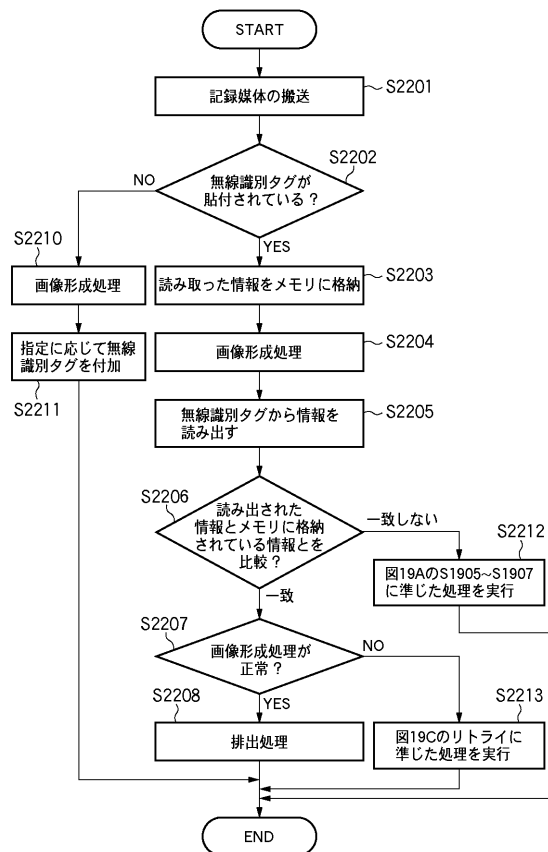 START
記録媒体の搬送
S2201
S2202
無線識別タグが
貼付されている？
NO
YES
S2210
画像形成処理
読み取った情報をメモリに格納
S2203
指定に応じて無線
識別タグを付加
S2211
画像形成処理
S2204
無線識別タグから情報を
読み出す
S2205
S2206
読み出された
情報とメモリに格納
されている情報とを
比較？
一致しない
S2212
図19AのS1905~S1907
に準じた処理を実行
一致
S2207
画像形成処理が
正常？
NO
YES
S2208
排出処理
S2213
図19Cのリトライに
準じた処理を実行
END